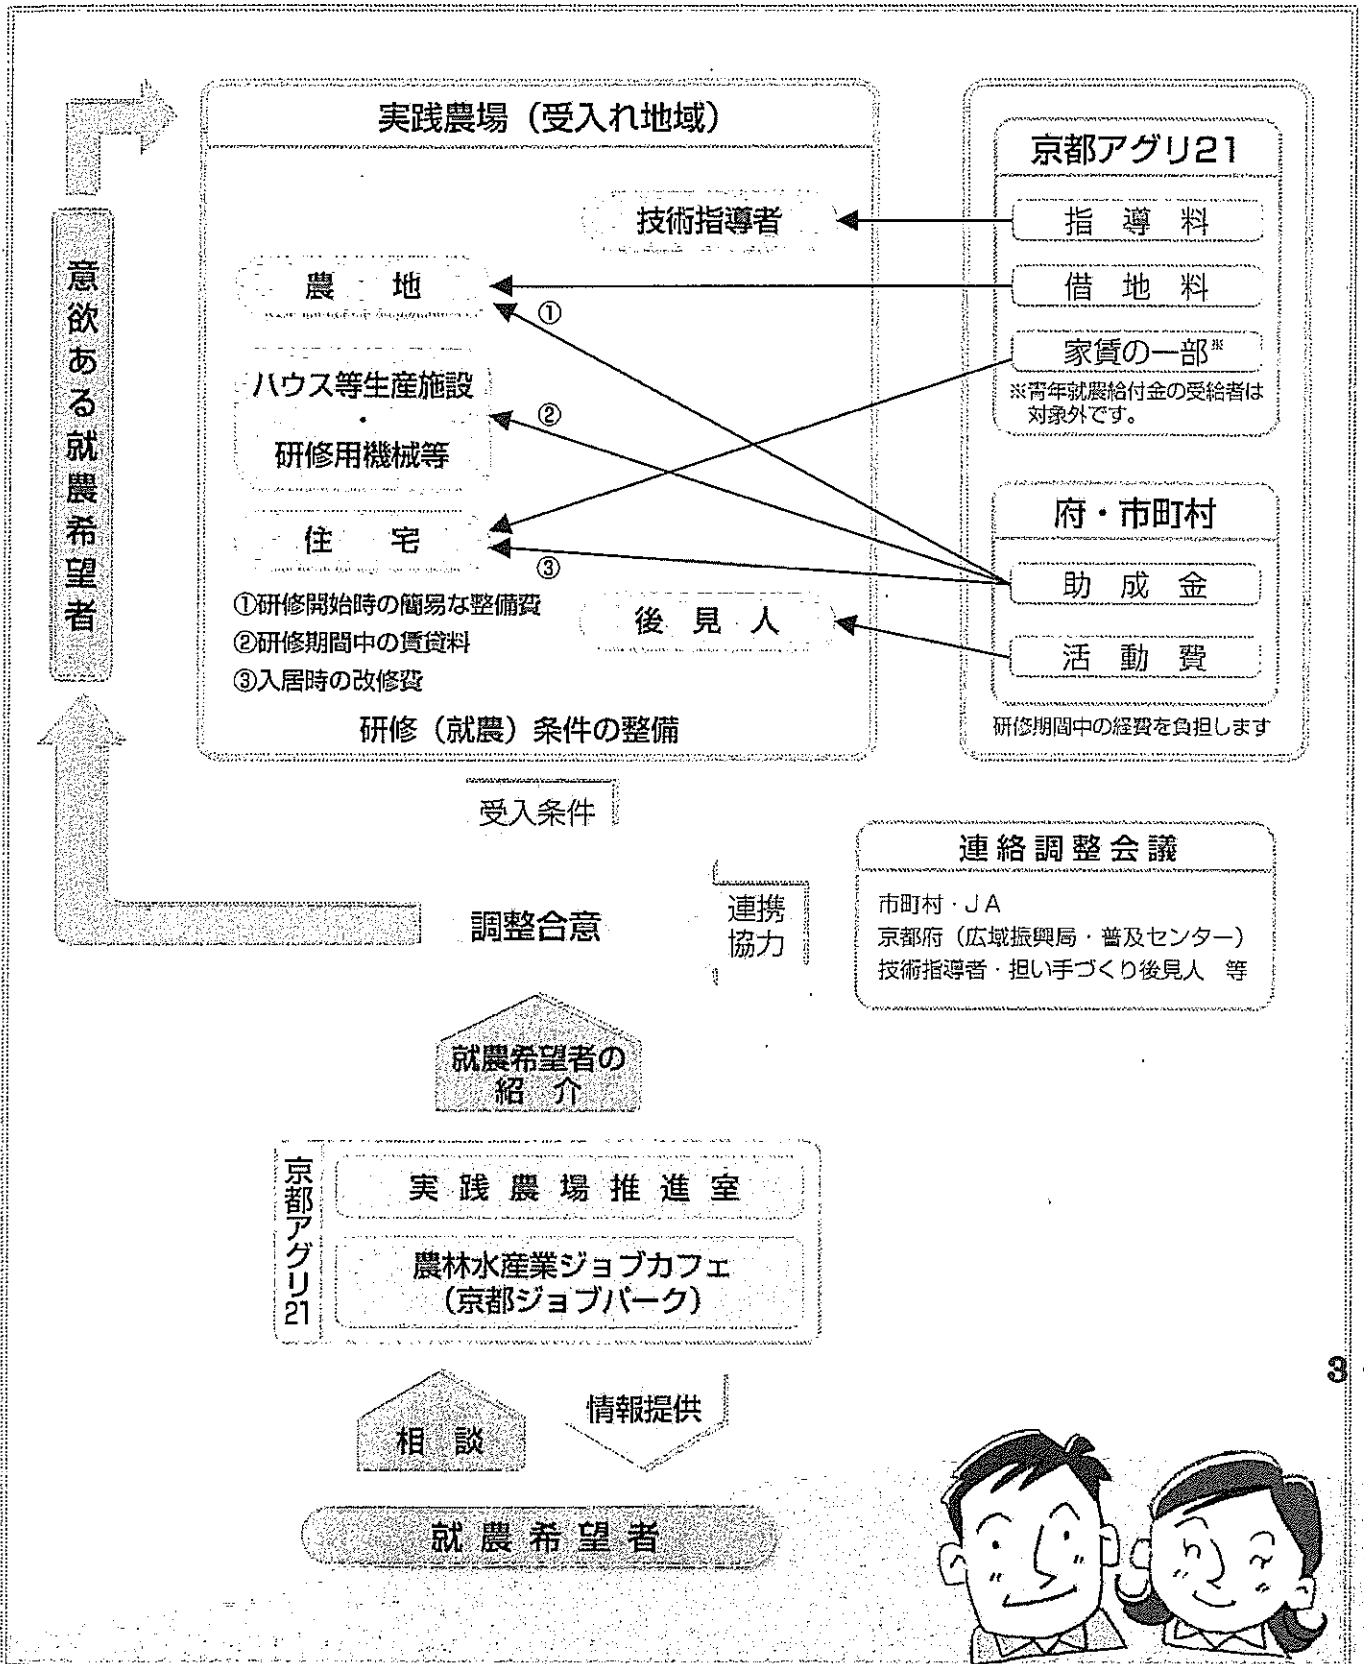 実践農場（受入れ地域）
技術指導者
農　地
ハウス等生産施設
・
研修用機械等
住　宅
①
②
③
①研修開始時の簡易な整備費
②研修期間中の賃貸料
③入居時の改修費
後　見　人
研修（就農）条件の整備
京都アグリ21
指　導　料
借　地　料
家賃の一部※
※青年就農給付金の受給者は
対象外です。
府・市町村
助　成　金
活　動　費
研修期間中の経費を負担します
意欲ある就農希望者
受入条件
調整合意
連携
協力
連絡調整会議
市町村・JA
京都府（広域振興局・普及センター）
技術指導者・担い手づくり後見人　等
就農希望者の
紹　介
京都アグリ21
実践農場推進室
農林水産業ジョブカフェ
（京都ジョブパーク）
相　談
情報提供
就農希望者
3